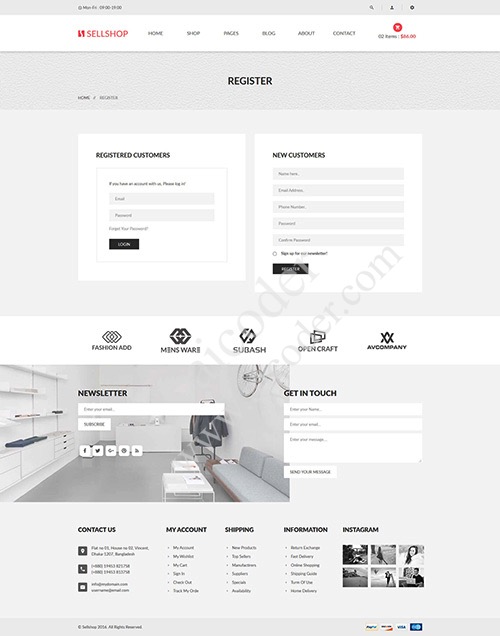 Mon-Fri : 09:00-19:00
SELLSHOP
HOME SHOP PAGES BLOG ABOUT CONTACT
02 Items : $86.00
REGISTER
HOME // REGISTER
REGISTERED CUSTOMERS
If you have an account with us, Please log in!
Email
Password
Forget Your Password?
LOGIN
NEW CUSTOMERS
Name here..
Email Address..
Phone Number..
Password
Confirm Password
Sign up for our newsletter!
REGISTER
FASHION ADD
MENS WARE
SUBASH
OPEN CRAFT
AVCOMPANY
NEWSLETTER
Enter your email...
SUBSCRIBE
GET IN TOUCH
Enter your Name...
Enter your email...
Enter your message...
SEND YOUR MESSAGE
CONTACT US
Flat no 01, House no 02, Vincent,
Dhaka-1207, Bangladesh
(+880) 19453 821758
(+880) 19453 821758
info@mailsmam.com
username@email.com
MY ACCOUNT
My Account
My Wishlist
My Cart
Sign In
Check Out
Track My Orde
SHIPPING
New Products
Top Sellers
Manufactirers
Suppliers
Specials
Availability
INFORMATION
Return Exchange
Fast Delivery
Online Shopping
Shipping Guide
Term Of Use
Home Delivery
INSTAGRAM
© Sellshop 2016. All Rights Reserved.
PayPal
VISA